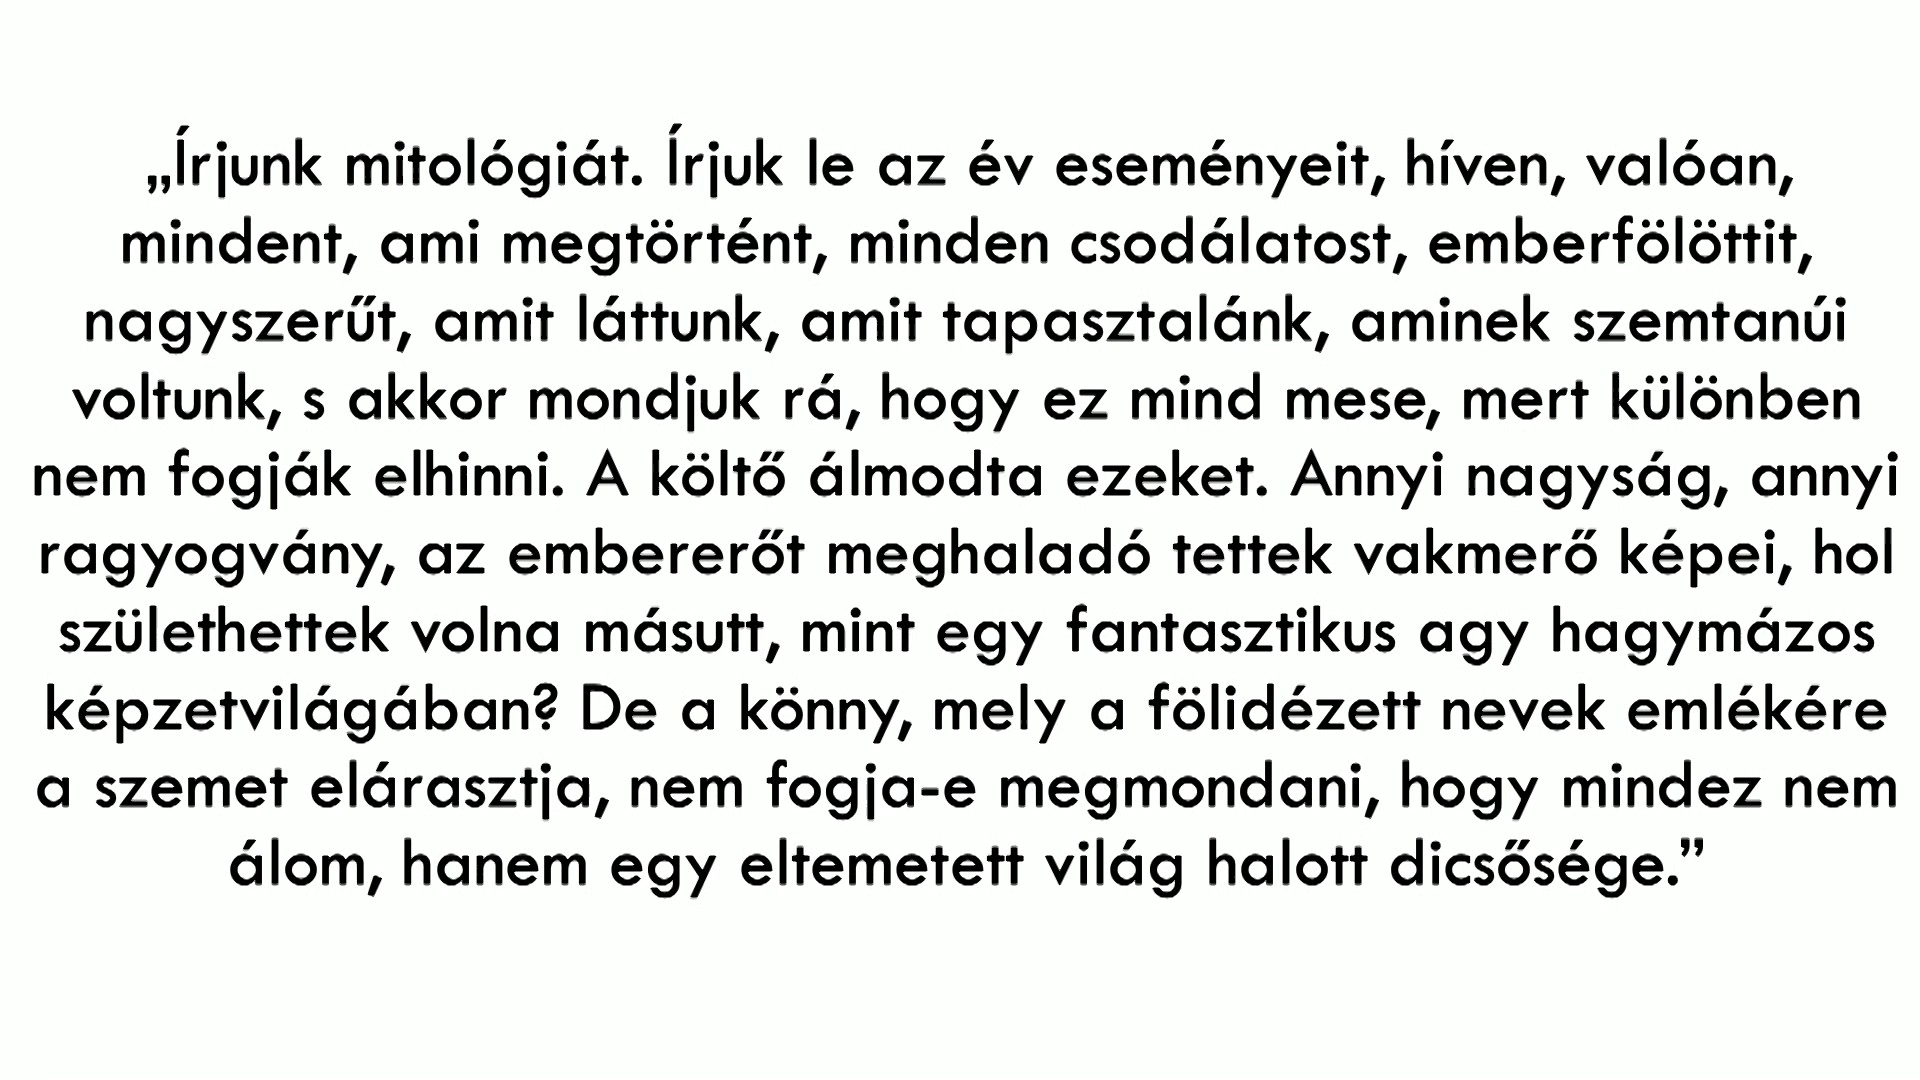 „Írjunk mitológiát. Írjuk le az év eseményeit, híven, valóan,
mindent, ami megtörtént, minden csodálatost, emberfölöttit,
nagyszerűt, amit láttunk, amit tapasztalánk, aminek szemtanúi
voltunk, s akkor mondjuk rá, hogy ez mind mese, mert különben
nem fogják elhinni. A költő álmodta ezeket. Annyi nagyság, annyi
ragyogvány, az embererőt meghaladó tettek vakmerő képei, hol
születhettek volna másutt, mint egy fantasztikus agy hagymázos
képzetvilágában? De a könny, mely a fölidézett nevek emlékére
a szemet elárasztja, nem fogja-e megmondani, hogy mindez nem
álom, hanem egy eltemetett világ halott dicsősége.”